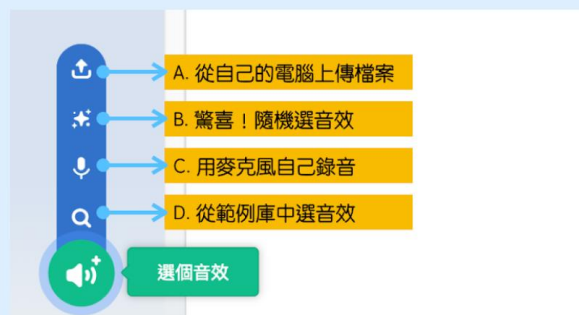 A. 從自己的電腦上傳檔案
B. 驚喜！隨機選音效
C. 用麥克風自己錄音
D. 從範例庫中選音效
選個音效